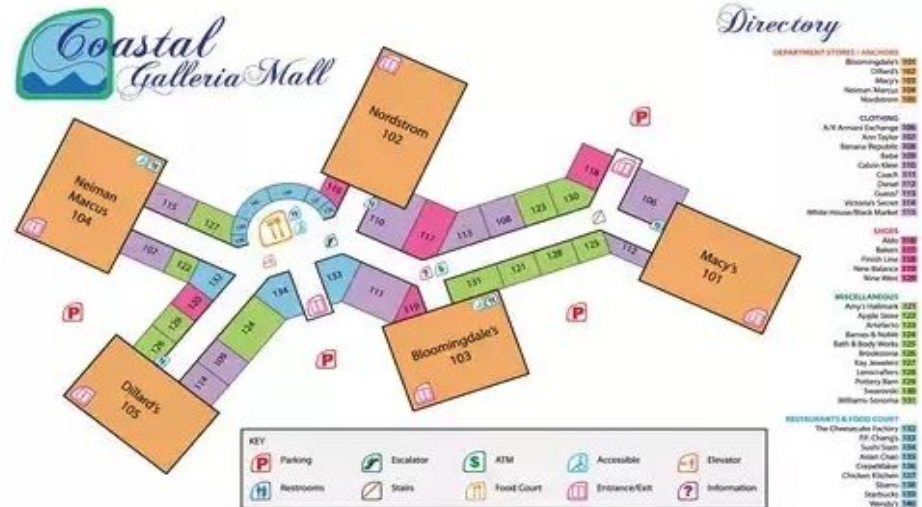 Coastal
Galleria Mall
Directory
DEPARTMENT STORES / ANCHORS
Bloomingdale's 101
Dillard's 102
Macy's 103
Neiman Marcus 104
Nordstrom 105
CLOTHING
A/X Armani Exchange 106
Ann Taylor 107
Banana Republic 108
Bebe 109
Calvin Klein 110
Coach 111
Diesel 112
Guess? 113
Victoria's Secret 114
White House/Black Market 115
SHOES
Aldo
Bakers
Finish Line
New Balance
Nine West
MISCELLANEOUS
Amy's Hallmark 121
Apple Store 122
Artefacto 123
Barnes & Noble 124
Bath & Body Works 125
Brookstone 126
Kay Jewelers 127
Lenscrafters 128
Pottery Barn 129
Swarovski 130
Williams-Sonoma 131
RESTAURANTS & FOOD COURT
The Cheesecake Factory 132
P.F. Chang's 133
Sushi Siam 134
Asian Chao 135
CrepeMaker 136
Chicken Kitchen 137
Sbarro 138
Starbucks 139
Wendy's 140
Nordstrom
102
Neiman
Marcus
104
115
127
107
122
132
120
129
126
Dillard's
105
134
124
109
114
133
111
119
Bloomingdale's
103
110
117
113
108
123
130
118
106
131
121
128
125
112
Macy's
101
P
P
P
P
KEY
P Parking
Escalator
$ ATM
Accessible
Elevator
Restrooms
Stairs
Food Court
Entrance/Exit
? Information